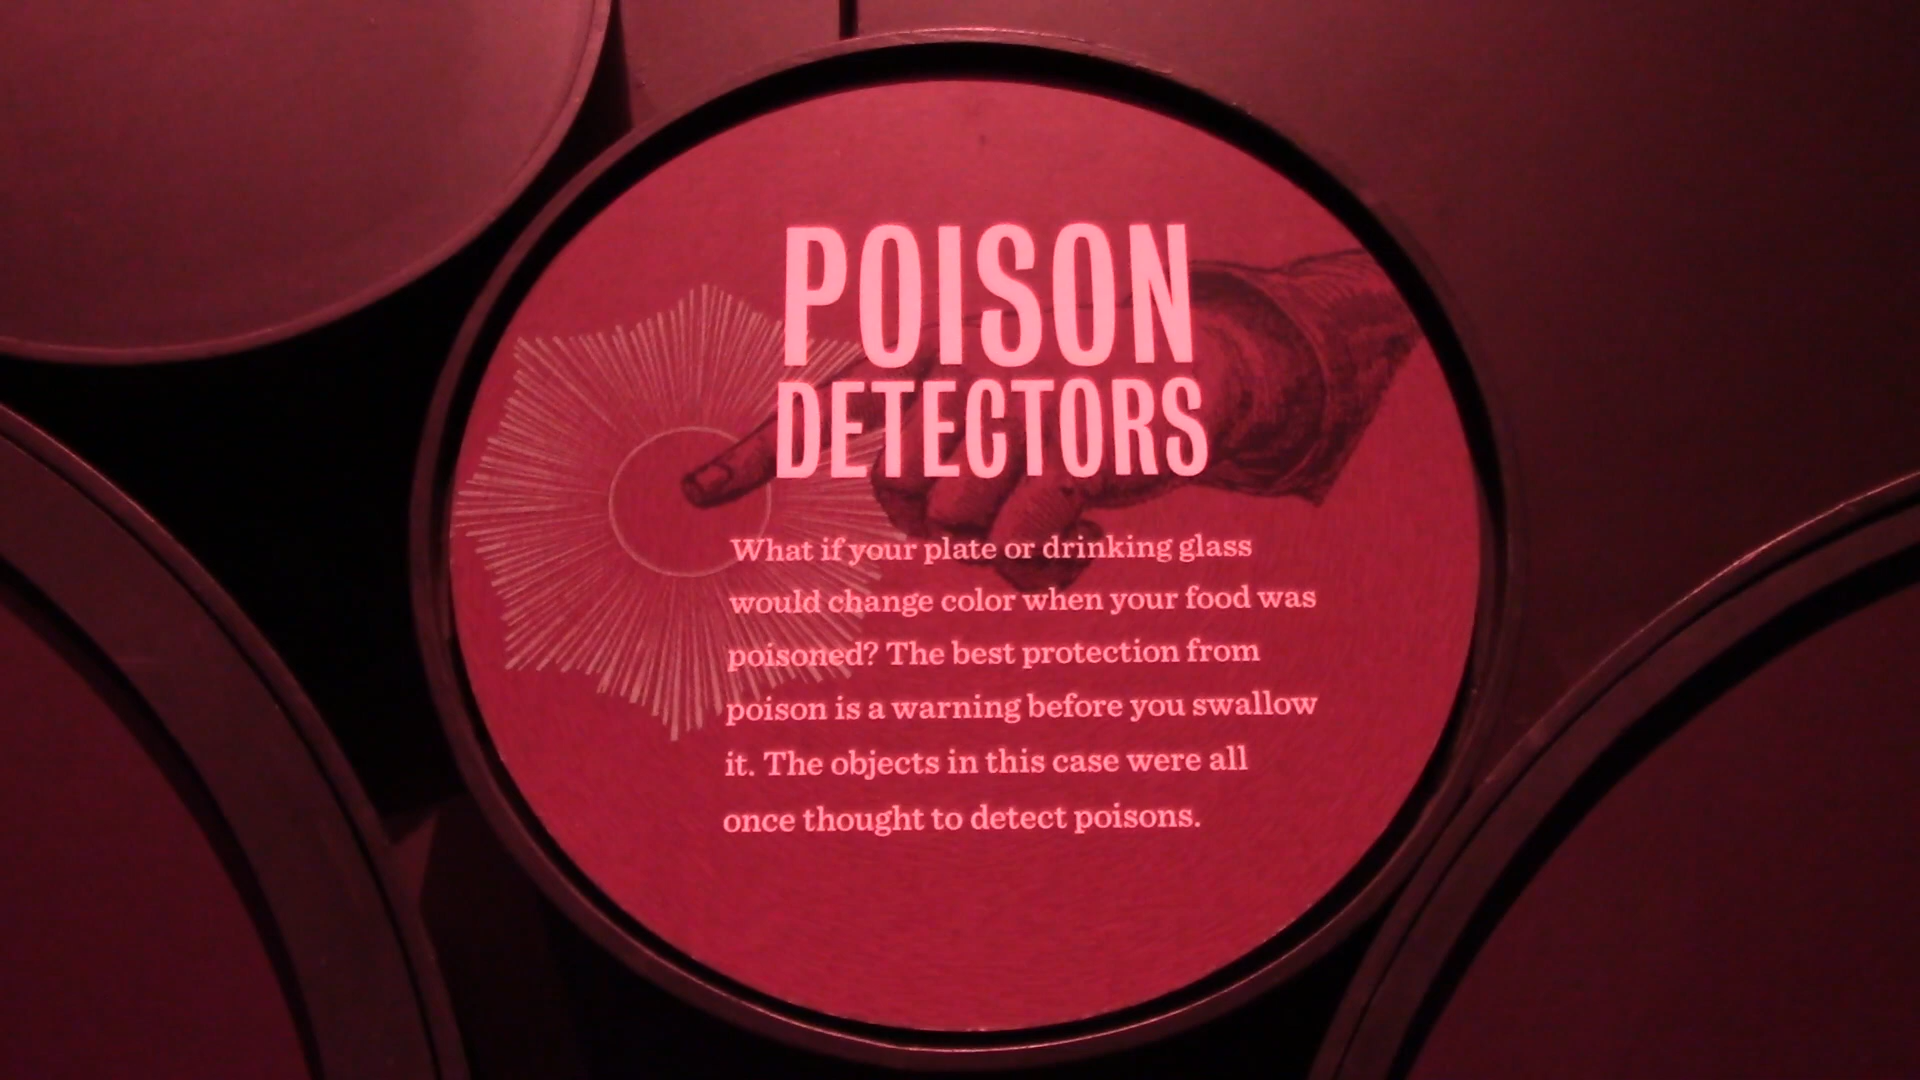 POISON
DETECTORS
What if your plate or drinking glass
would change color when your food was
poisoned? The best protection from
poison is a warning before you swallow
it. The objects in this case were all
once thought to detect poisons.